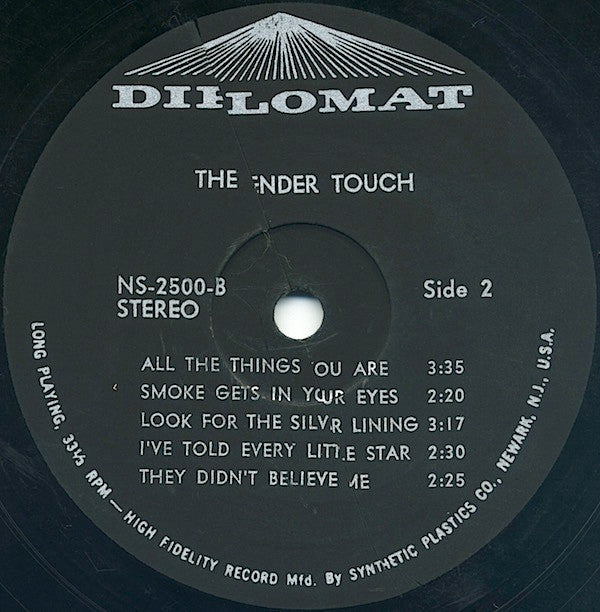 DIPLOMAT
THE ENDER TOUCH
NS-2500-B
STEREO
Side 2
ALL THE THINGS OU ARE 3:35
SMOKE GETS IN YOUR EYES 2:20
LOOK FOR THE SILVR LINING 3:17
I'VE TOLD EVERY LITTLE STAR 2:30
THEY DIDN'T BELIEVE ME 2:25
LONG PLAYING, 33⅓ RPM — HIGH FIDELITY RECORD Mfd. By SYNTHETIC PLASTICS CO., NEWARK, N.J., U.S.A.